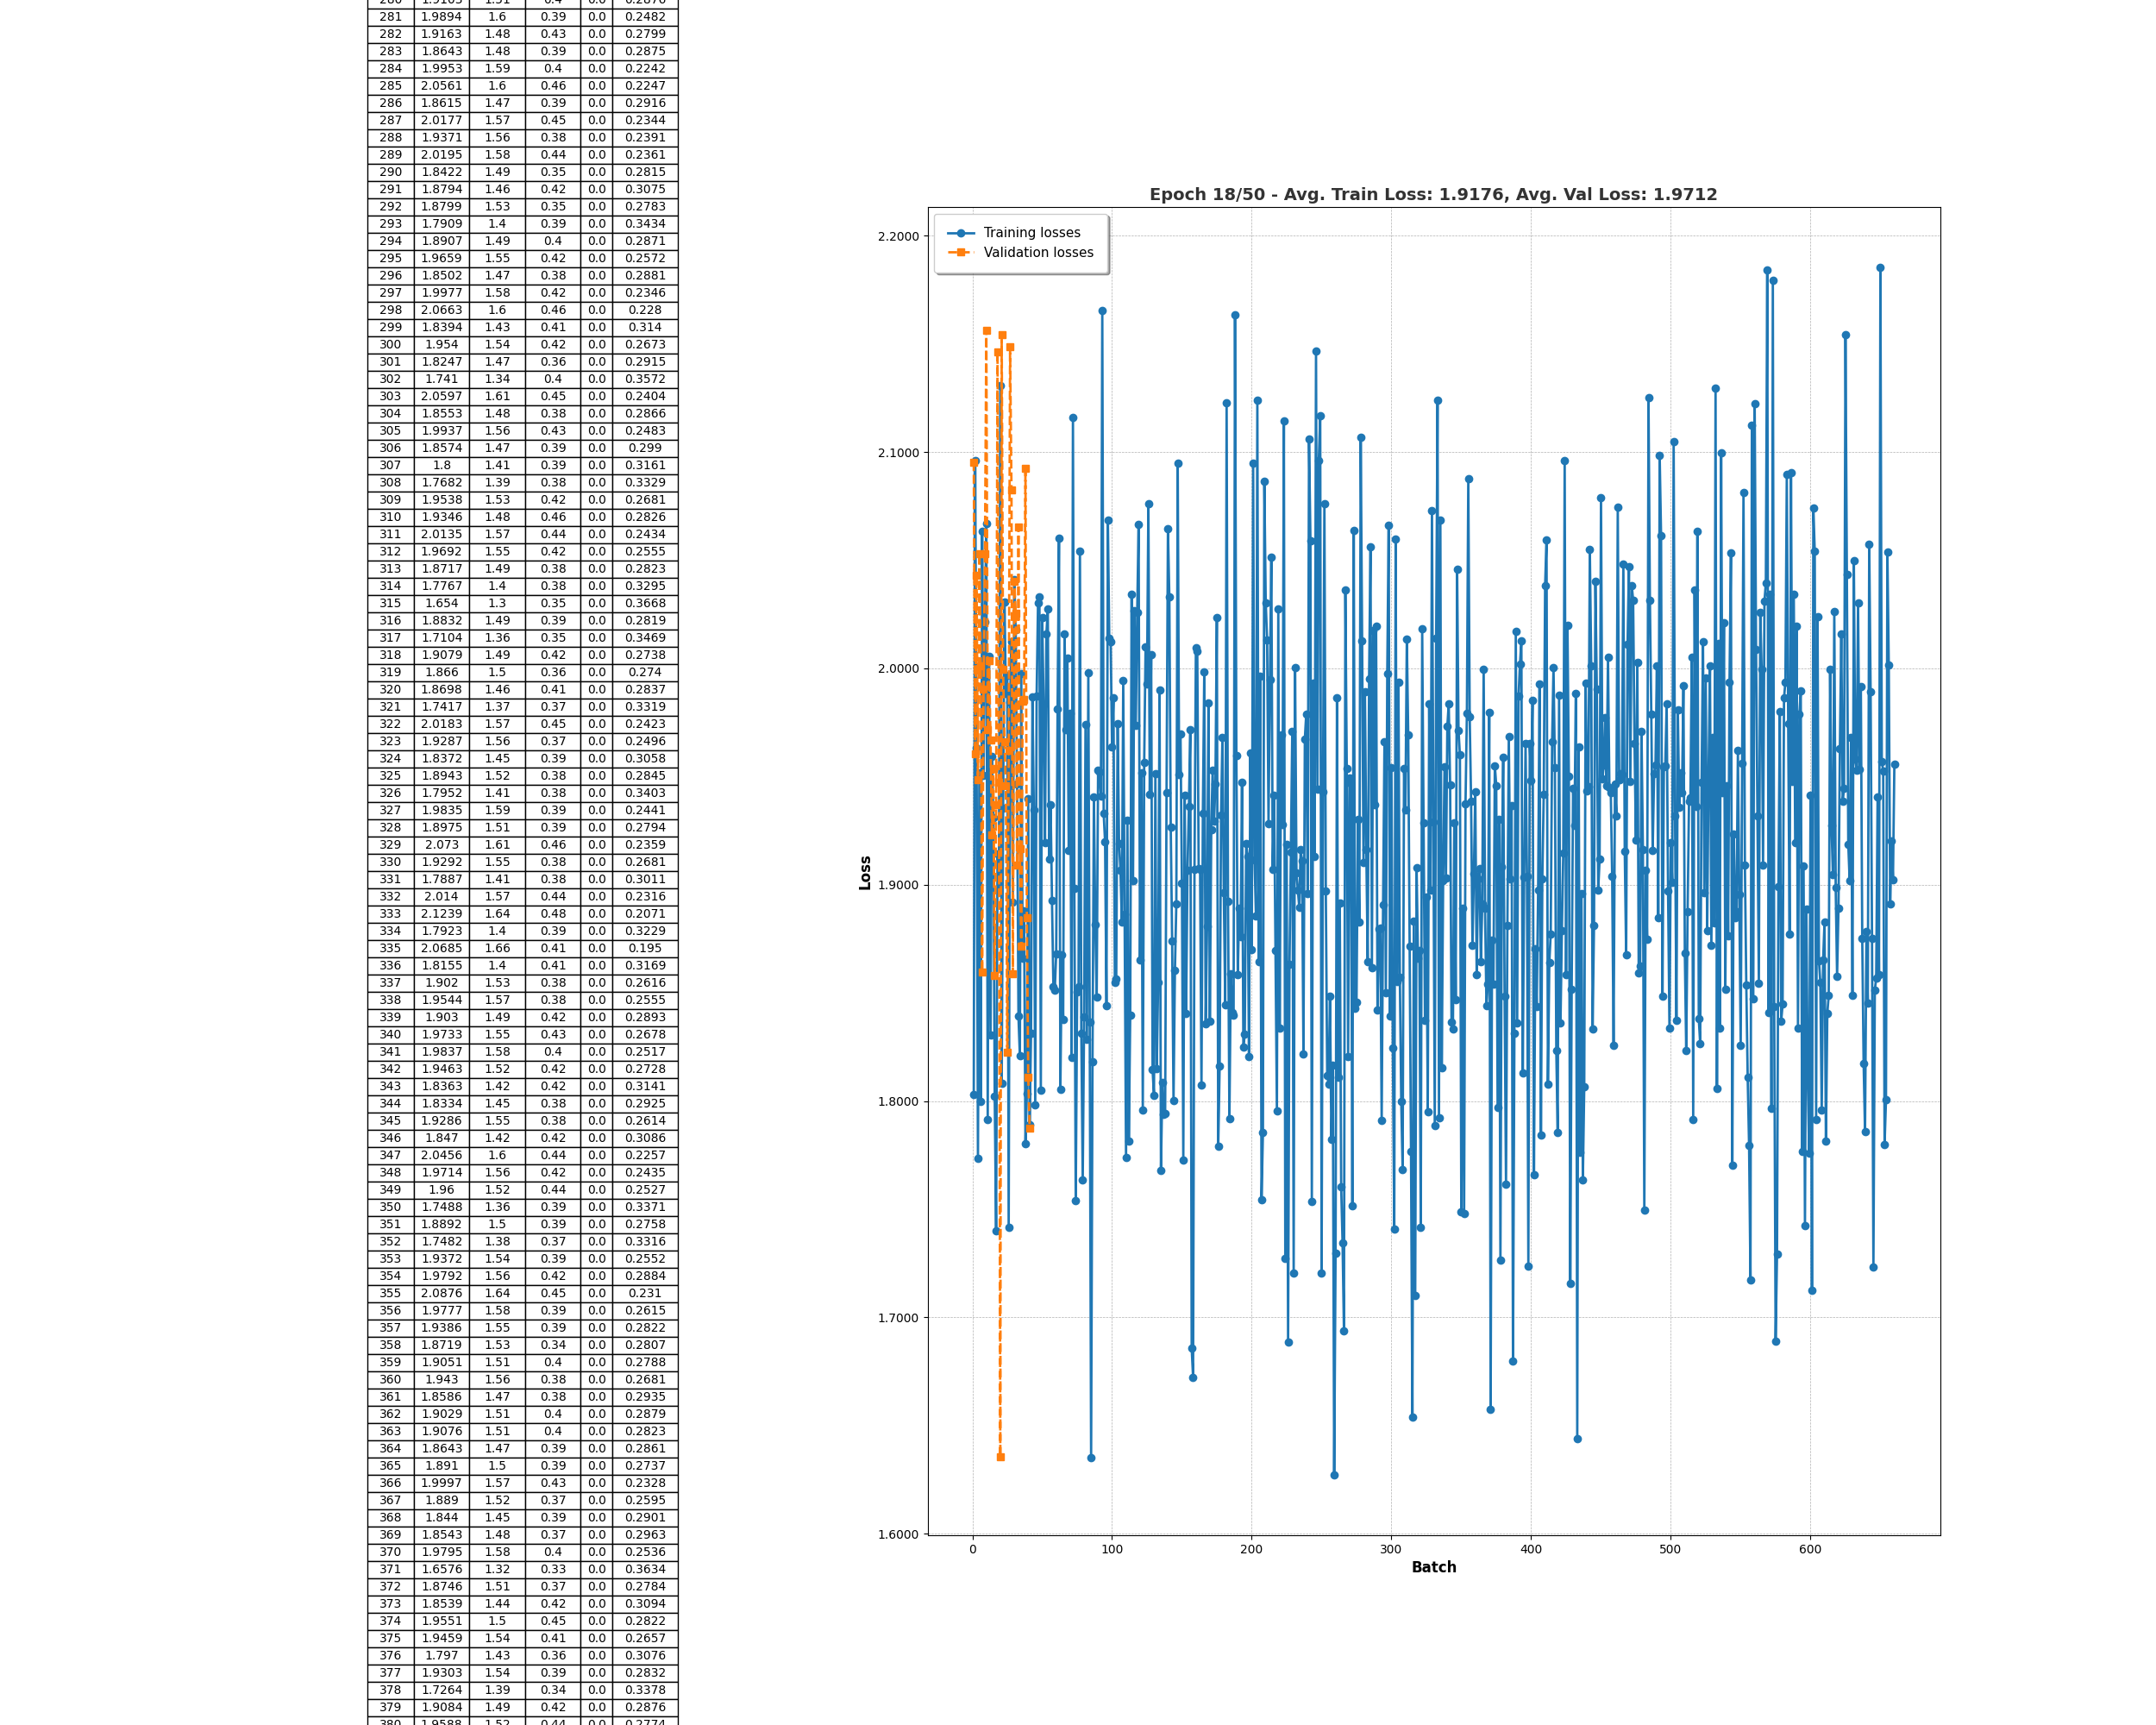 281 1.9894 1.6 0.39 0.0 0.2482
282 1.9163 1.48 0.43 0.0 0.2799
283 1.8643 1.48 0.39 0.0 0.2875
284 1.9953 1.59 0.4 0.0 0.2242
285 2.0561 1.6 0.46 0.0 0.2247
286 1.8615 1.47 0.39 0.0 0.2916
287 2.0177 1.57 0.45 0.0 0.2344
288 1.9371 1.56 0.38 0.0 0.2391
289 2.0195 1.58 0.44 0.0 0.2361
290 1.8422 1.49 0.35 0.0 0.2815
291 1.8794 1.46 0.42 0.0 0.3075
292 1.8799 1.53 0.35 0.0 0.2783
293 1.7909 1.4 0.39 0.0 0.3434
294 1.8907 1.49 0.4 0.0 0.2871
295 1.9659 1.55 0.42 0.0 0.2572
296 1.8502 1.47 0.38 0.0 0.2881
297 1.9977 1.58 0.42 0.0 0.2346
298 2.0663 1.6 0.46 0.0 0.228
299 1.8394 1.43 0.41 0.0 0.314
300 1.954 1.54 0.42 0.0 0.2673
301 1.8247 1.47 0.36 0.0 0.2915
302 1.741 1.34 0.4 0.0 0.3572
303 2.0597 1.61 0.45 0.0 0.2404
304 1.8553 1.48 0.38 0.0 0.2866
305 1.9937 1.56 0.43 0.0 0.2483
306 1.8574 1.47 0.39 0.0 0.299
307 1.8 1.41 0.39 0.0 0.3161
308 1.7682 1.39 0.38 0.0 0.3329
309 1.9538 1.53 0.42 0.0 0.2681
310 1.9346 1.48 0.46 0.0 0.2826
311 2.0135 1.57 0.44 0.0 0.2434
312 1.9692 1.55 0.42 0.0 0.2555
313 1.8717 1.49 0.38 0.0 0.2823
314 1.7767 1.4 0.38 0.0 0.3295
315 1.654 1.3 0.35 0.0 0.3668
316 1.8832 1.49 0.39 0.0 0.2819
317 1.7104 1.36 0.35 0.0 0.3469
318 1.9079 1.49 0.42 0.0 0.2738
319 1.866 1.5 0.36 0.0 0.274
320 1.8698 1.46 0.41 0.0 0.2837
321 1.7417 1.37 0.37 0.0 0.3319
322 2.0183 1.57 0.45 0.0 0.2423
323 1.9287 1.56 0.37 0.0 0.2496
324 1.8372 1.45 0.39 0.0 0.3058
325 1.8943 1.52 0.38 0.0 0.2845
326 1.7952 1.41 0.38 0.0 0.3403
327 1.9835 1.59 0.39 0.0 0.2441
328 1.8975 1.51 0.39 0.0 0.2794
329 2.073 1.61 0.46 0.0 0.2359
330 1.9292 1.55 0.38 0.0 0.2681
331 1.7887 1.41 0.38 0.0 0.3011
332 2.014 1.57 0.44 0.0 0.2316
333 2.1239 1.64 0.48 0.0 0.2071
334 1.7923 1.4 0.39 0.0 0.3229
335 2.0685 1.66 0.41 0.0 0.195
336 1.8155 1.4 0.41 0.0 0.3169
337 1.902 1.53 0.38 0.0 0.2616
338 1.9544 1.57 0.38 0.0 0.2555
339 1.903 1.49 0.42 0.0 0.2893
340 1.9733 1.55 0.43 0.0 0.2678
341 1.9837 1.58 0.4 0.0 0.2517
342 1.9463 1.52 0.42 0.0 0.2728
343 1.8363 1.42 0.42 0.0 0.3141
344 1.8334 1.45 0.38 0.0 0.2925
345 1.9286 1.55 0.38 0.0 0.2614
346 1.847 1.42 0.42 0.0 0.3086
347 2.0456 1.6 0.44 0.0 0.2257
348 1.9714 1.56 0.42 0.0 0.2435
349 1.96 1.52 0.44 0.0 0.2527
350 1.7488 1.36 0.39 0.0 0.3371
351 1.8892 1.5 0.39 0.0 0.2758
352 1.7482 1.38 0.37 0.0 0.3316
353 1.9372 1.54 0.39 0.0 0.2552
354 1.9792 1.56 0.42 0.0 0.2884
355 2.0876 1.64 0.45 0.0 0.231
356 1.9777 1.58 0.39 0.0 0.2615
357 1.9386 1.55 0.39 0.0 0.2822
358 1.8719 1.53 0.34 0.0 0.2807
359 1.9051 1.51 0.4 0.0 0.2788
360 1.943 1.56 0.38 0.0 0.2681
361 1.8586 1.47 0.38 0.0 0.2935
362 1.9029 1.51 0.4 0.0 0.2879
363 1.9076 1.51 0.4 0.0 0.2823
364 1.8643 1.47 0.39 0.0 0.2861
365 1.891 1.5 0.39 0.0 0.2737
366 1.9997 1.57 0.43 0.0 0.2328
367 1.889 1.52 0.37 0.0 0.2595
368 1.844 1.45 0.39 0.0 0.2901
369 1.8543 1.48 0.37 0.0 0.2963
370 1.9795 1.58 0.4 0.0 0.2536
371 1.6576 1.32 0.33 0.0 0.3634
372 1.8746 1.51 0.37 0.0 0.2784
373 1.8539 1.44 0.42 0.0 0.3094
374 1.9551 1.5 0.45 0.0 0.2822
375 1.9459 1.54 0.41 0.0 0.2657
376 1.797 1.43 0.36 0.0 0.3076
377 1.9303 1.54 0.39 0.0 0.2832
378 1.7264 1.39 0.34 0.0 0.3378
379 1.9084 1.49 0.42 0.0 0.2876
380 1.9588 1.52 0.44 0.0 0.2774
Epoch 18/50 - Avg. Train Loss: 1.9176, Avg. Val Loss: 1.9712
Training losses
Validation losses
2.2000
2.1000
2.0000
1.9000
1.8000
1.7000
1.6000
Loss
0 100 200 300 400 500 600
Batch